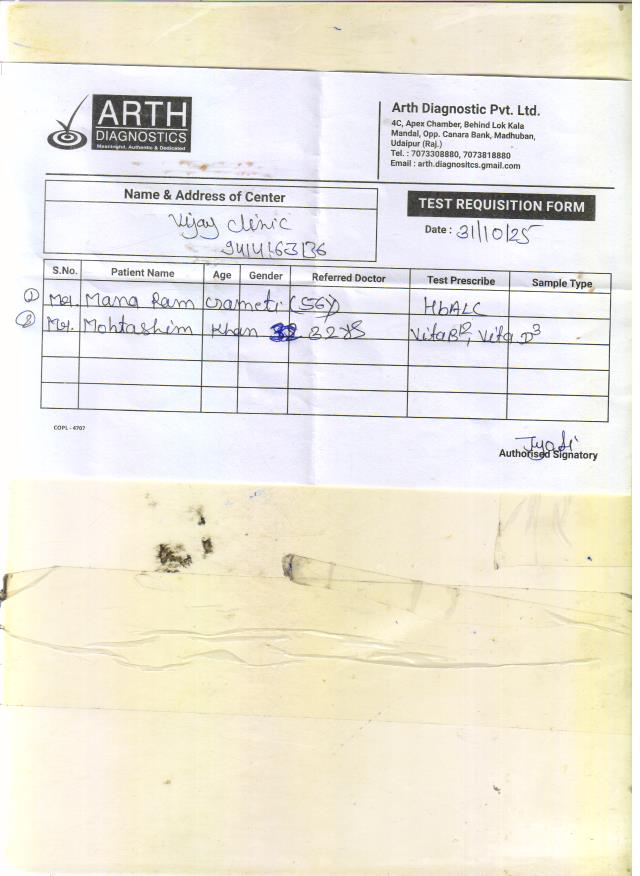 ARTH
DIAGNOSTICS
Meaningful, Authentic & Dedicated
Arth Diagnostic Pvt. Ltd.
4C, Apex Chamber, Behind Lok Kala
Mandal, Opp. Canara Bank, Madhuban,
Udaipur (Raj.)
Tel. : 7073308880, 7073818880
Email : arth.diagnositcs.gmail.com
Name & Address of Center
Vijay Clinic
9414163136
TEST REQUISITION FORM
Date : 31/10/25
S.No. Patient Name Age Gender Referred Doctor Test Prescribe Sample Type
① Mr. Mana Ram (56y) HbA1C
② Mr. Mohtashim Khan 32 yrs VitaB12, Vita D3
COPL - 4707
Jyoti
Authorised Signatory